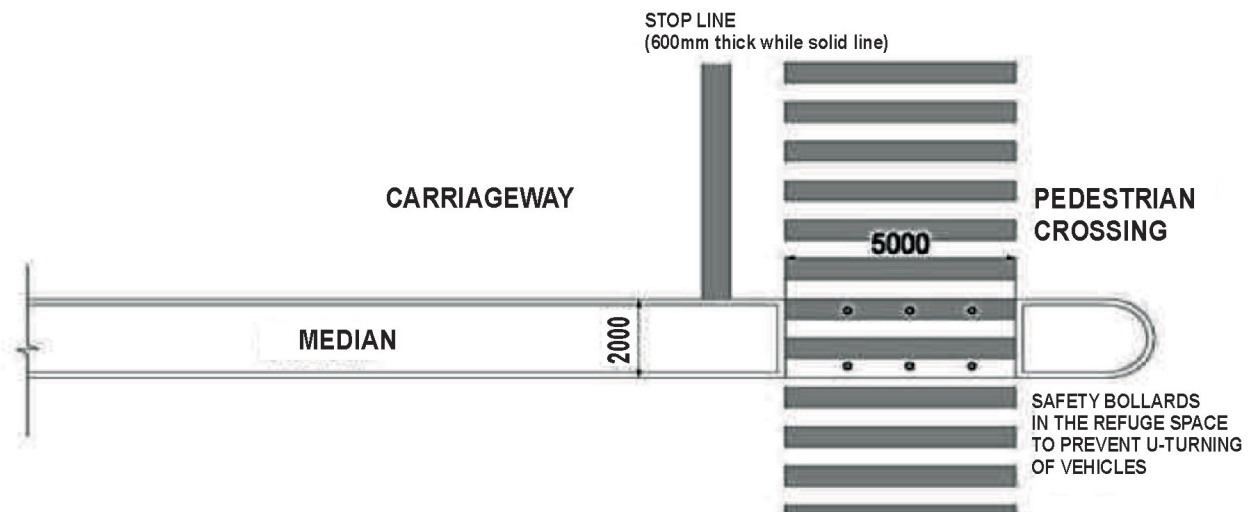 STOP LINE
(600mm thick while solid line)
CARRIAGEWAY
PEDESTRIAN
CROSSING
5000
MEDIAN
2000
SAFETY BOLLARDS
IN THE REFUGE SPACE
TO PREVENT U-TURNING
OF VEHICLES